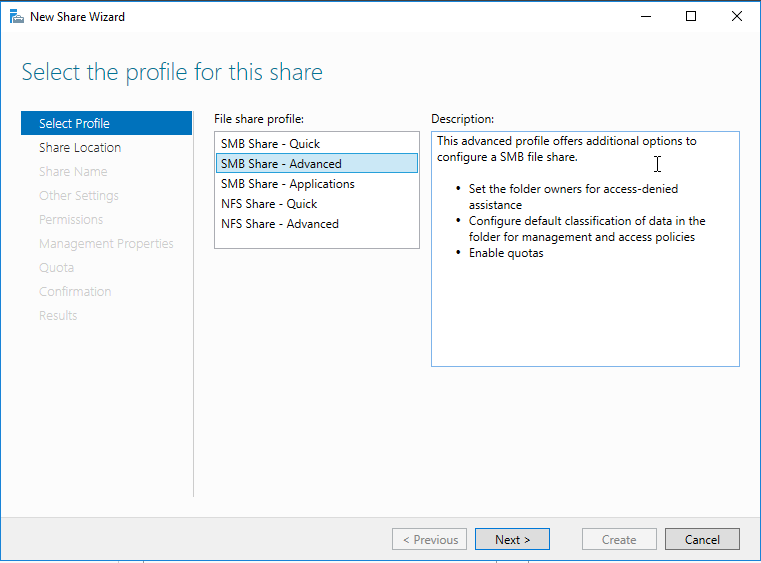 New Share Wizard
Select the profile for this share
Select Profile
Share Location
Share Name
Other Settings
Permissions
Management Properties
Quota
Confirmation
Results
File share profile:
SMB Share - Quick
SMB Share - Advanced
SMB Share - Applications
NFS Share - Quick
NFS Share - Advanced
Description:
This advanced profile offers additional options to
configure a SMB file share.
• Set the folder owners for access-denied
assistance
• Configure default classification of data in the
folder for management and access policies
• Enable quotas
< Previous
Next >
Create
Cancel